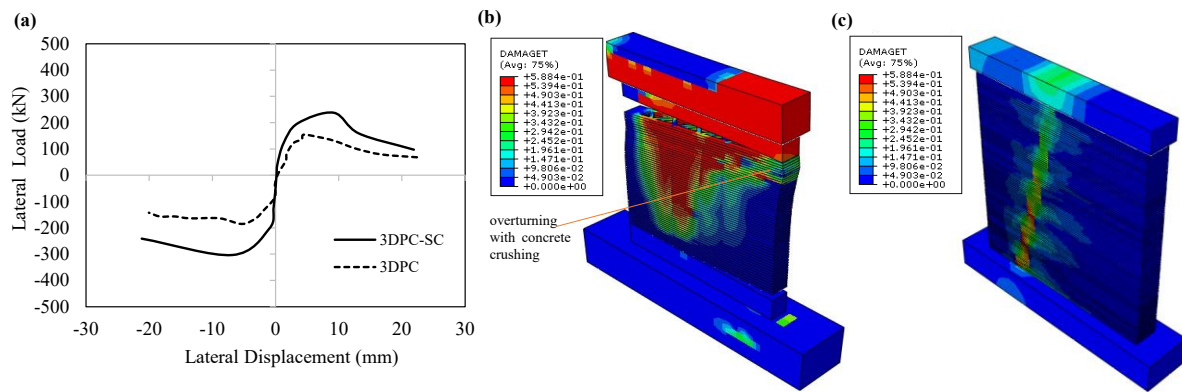 (a)
500
400
300
200
100
0
-100
-200
-300
-400
-500
Lateral Load (kN)
3DPC-SC
3DPC
-30 -20 -10 0 10 20 30
Lateral Displacement (mm)
(b)
DAMAGET
(Avg: 75%)
+5.884e-01
+5.394e-01
+4.903e-01
+4.413e-01
+3.923e-01
+3.432e-01
+2.942e-01
+2.452e-01
+1.961e-01
+1.471e-01
+9.806e-02
+4.903e-02
+0.000e+00
overturning
with concrete
crushing
(c)
DAMAGET
(Avg: 75%)
+5.884e-01
+5.394e-01
+4.903e-01
+4.413e-01
+3.923e-01
+3.432e-01
+2.942e-01
+2.452e-01
+1.961e-01
+1.471e-01
+9.806e-02
+4.903e-02
+0.000e+00